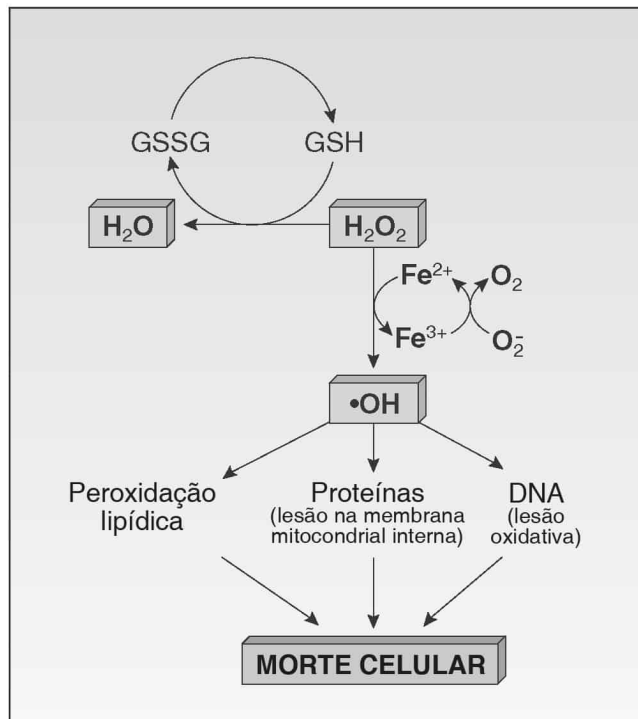 GSSG GSH
H₂O H₂O₂
Fe²⁺ O₂
Fe³⁺ O₂⁻
•OH
Peroxidação
lipídica
Proteínas
(lesão na membrana
mitocondrial interna)
DNA
(lesão
oxidativa)
MORTE CELULAR